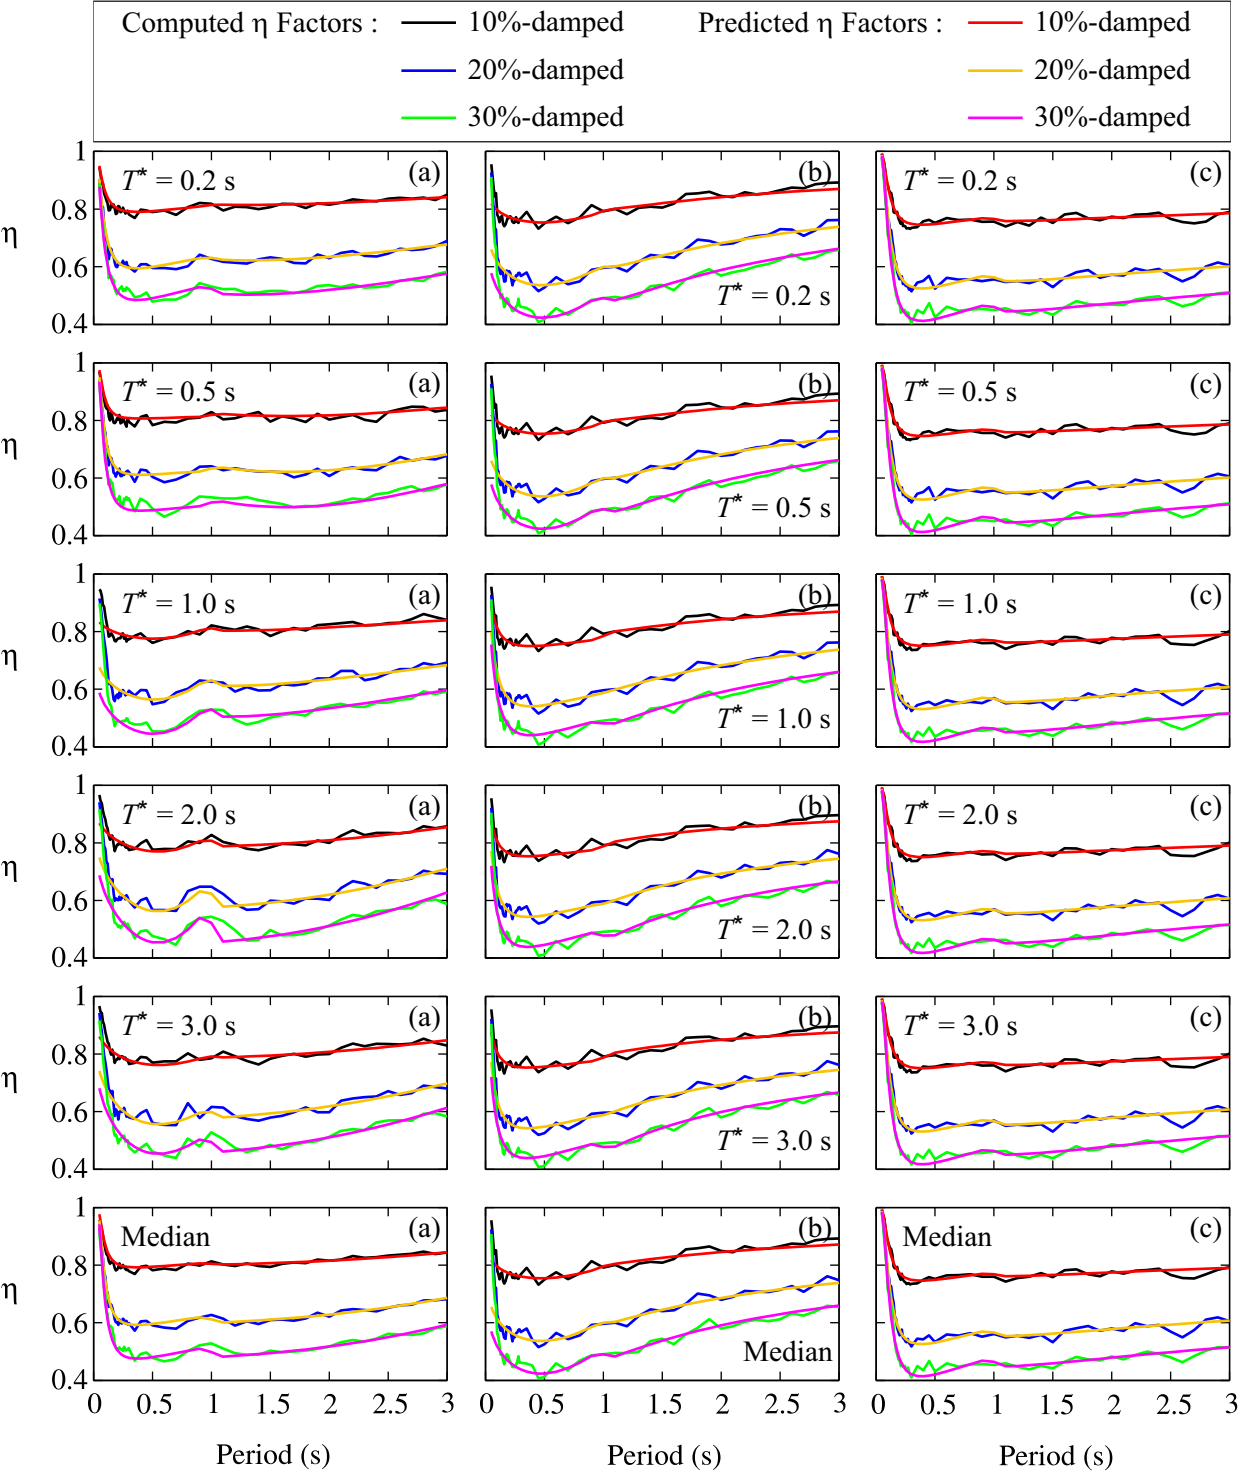 Computed η Factors : 10%-damped Predicted η Factors : 10%-damped
20%-damped 20%-damped
30%-damped 30%-damped
1 T* = 0.2 s (a) (b) T* = 0.2 s (c)
0.8
η
0.6
T* = 0.2 s
0.4
1 T* = 0.5 s (a) (b) T* = 0.5 s (c)
0.8
η
0.6
T* = 0.5 s
0.4
1 T* = 1.0 s (a) (b) T* = 1.0 s (c)
0.8
η
0.6
T* = 1.0 s
0.4
1 T* = 2.0 s (a) (b) T* = 2.0 s (c)
0.8
η
0.6
T* = 2.0 s
0.4
1 T* = 3.0 s (a) (b) T* = 3.0 s (c)
0.8
η
0.6
T* = 3.0 s
0.4
1 Median (a) (b) Median (c)
0.8
η
0.6
Median
0.4
0 0.5 1 1.5 2 2.5 3 0 0.5 1 1.5 2 2.5 3 0 0.5 1 1.5 2 2.5 3
Period (s) Period (s) Period (s)